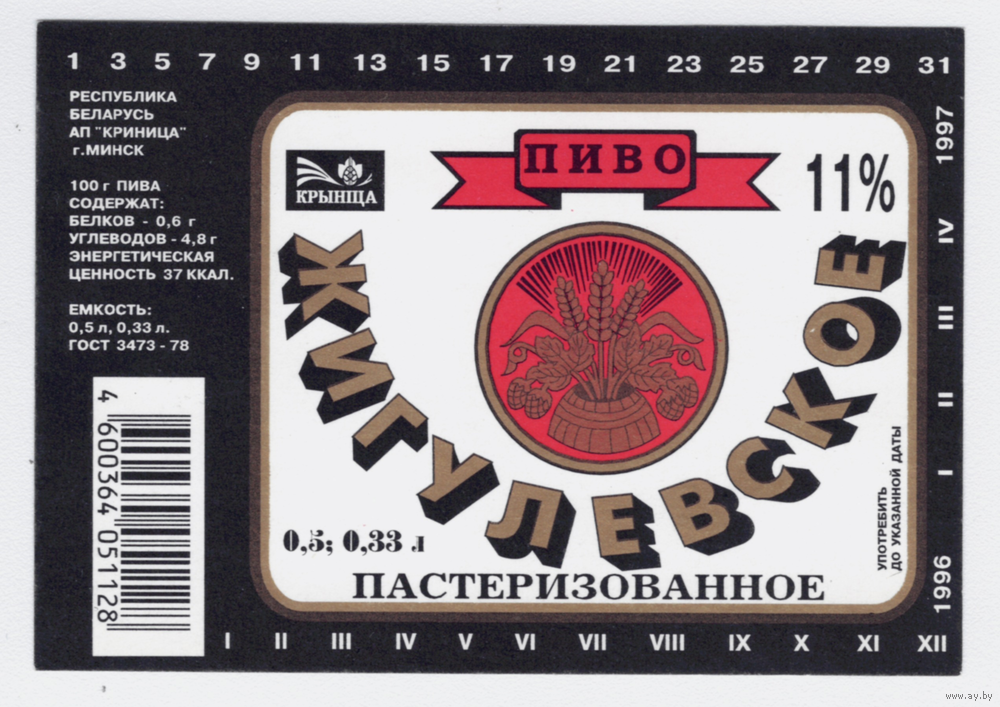 1 3 5 7 9 11 13 15 17 19 21 23 25 27 29 31
РЕСПУБЛИКА
БЕЛАРУСЬ
АП "КРИНИЦА"
г.МИНСК
100 г ПИВА
СОДЕРЖАТ:
БЕЛКОВ - 0,6 г
УГЛЕВОДОВ - 4,8 г
ЭНЕРГЕТИЧЕСКАЯ
ЦЕННОСТЬ 37 ККАЛ.
ЕМКОСТЬ:
0,5 л, 0,33 л.
ГОСТ 3473 - 78
4 600364 051128
КРЫНІЦА
ПИВО
11%
ЖИГУЛЕВСКОЕ
0,5; 0,33 л
ПАСТЕРИЗОВАННОЕ
УПОТРЕБИТЬ
ДО УКАЗАННОЙ ДАТЫ
1996 I II III IV 1997
I II III IV V VI VII VIII IX X XI XII
www.ay.by